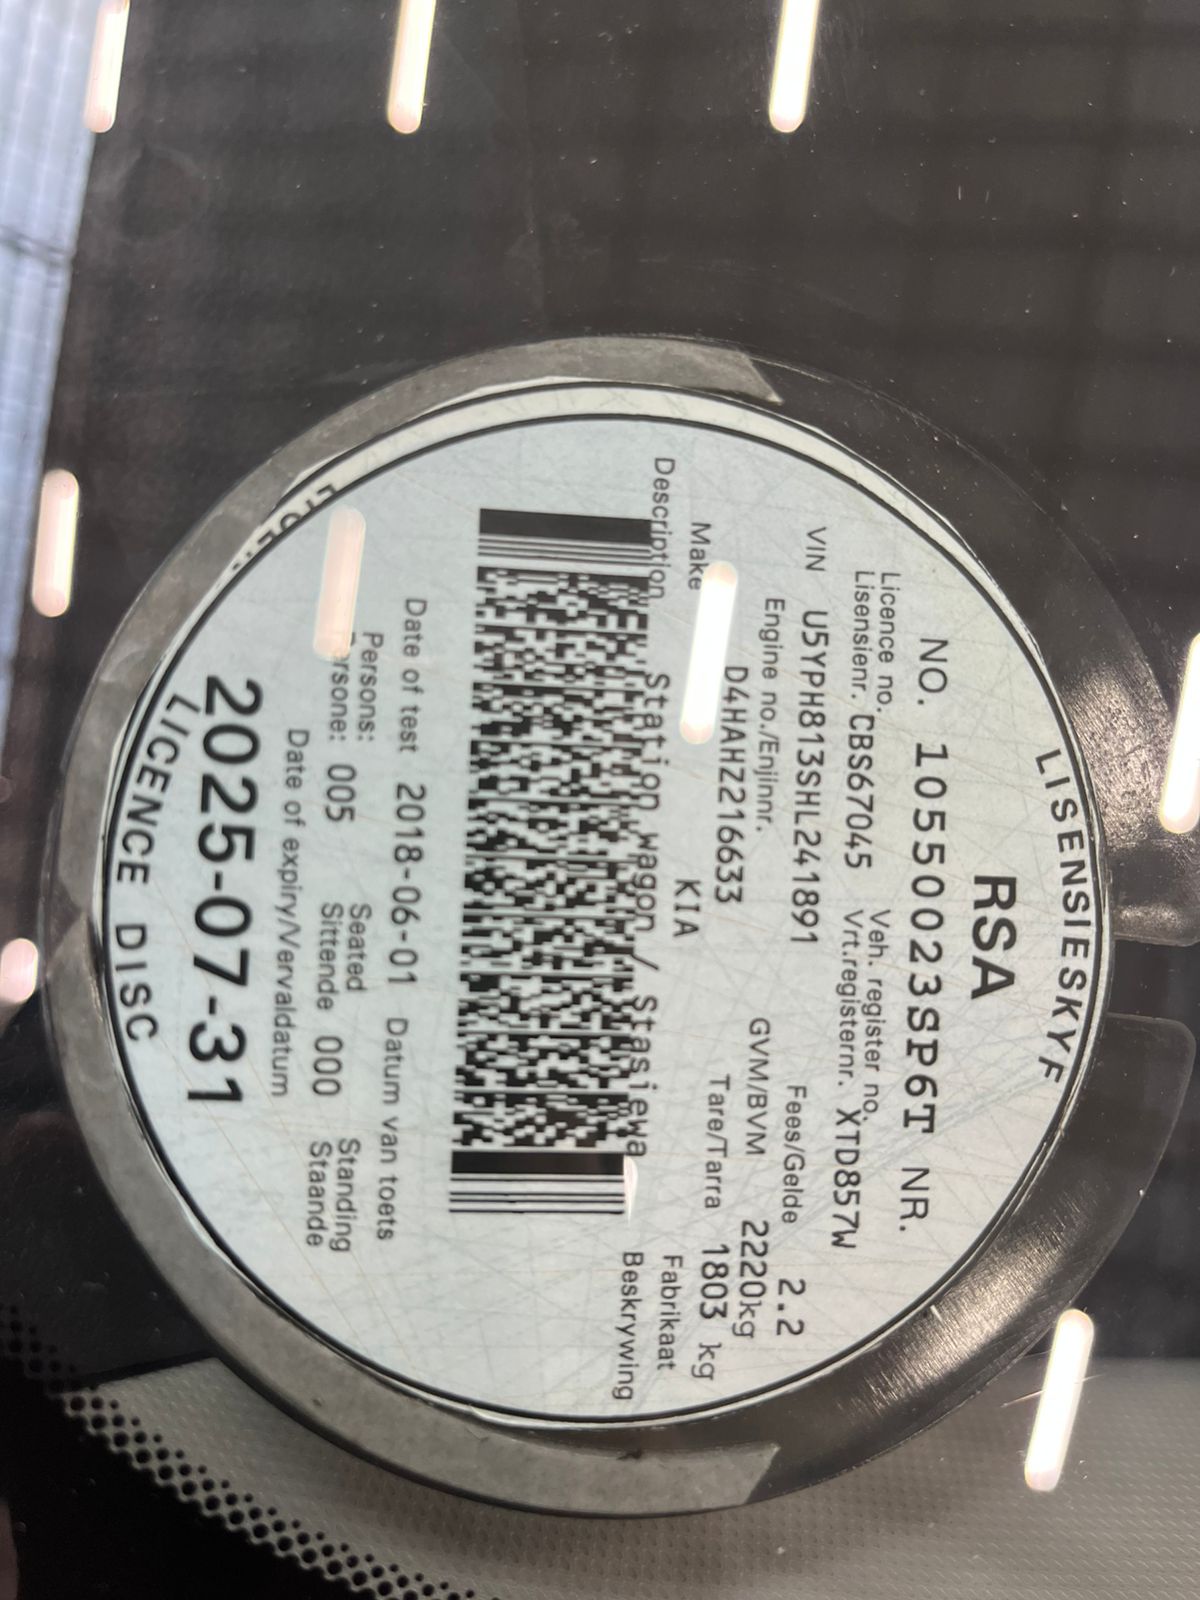 LISENSIESKYF
RSA
NO. 10550023SP6T NR.
Licence no. Veh. register no.
Lisensienr. CBS67045 Vrt.registernr. XTD857W
VIN U5YPH813SHL241891 Fees/Gelde 2.2
Engine no./Enjinnr. GVM/BVM 2220kg
D4HAHZ216633 Tare/Tarra 1803 kg
Make KIA Fabrikaat
Description Station wagon / Stasiewa Beskrywing
Date of test 2018-06-01 Datum van toets
Persons: Seated Standing
Persone: 005 Sittende 000 Staande
Date of expiry/Vervaldatum
2025-07-31
LICENCE DISC